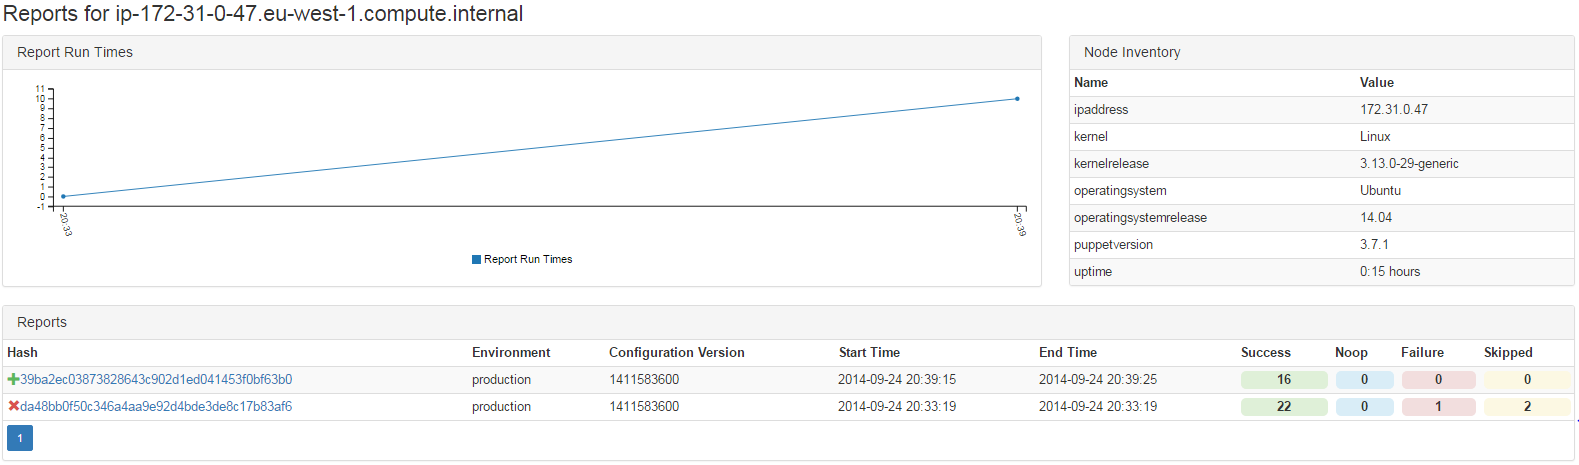 Reports for ip-172-31-0-47.eu-west-1.compute.internal
Report Run Times
11
10
9
8
7
6
5
4
3
2
1
0
-1
20:33
20:39
Report Run Times
Node Inventory
Name Value
ipaddress 172.31.0.47
kernel Linux
kernelrelease 3.13.0-29-generic
operatingsystem Ubuntu
operatingsystemrelease 14.04
puppetversion 3.7.1
uptime 0:15 hours
Reports
Hash Environment Configuration Version Start Time End Time Success Noop Failure Skipped
39ba2ec03873828643c902d1ed041453f0bf63b0 production 1411583600 2014-09-24 20:39:15 2014-09-24 20:39:25 16 0 0 0
da48bb0f50c346a4aa9e92d4bde3de8c17b83af6 production 1411583600 2014-09-24 20:33:19 2014-09-24 20:33:19 22 0 1 2
1